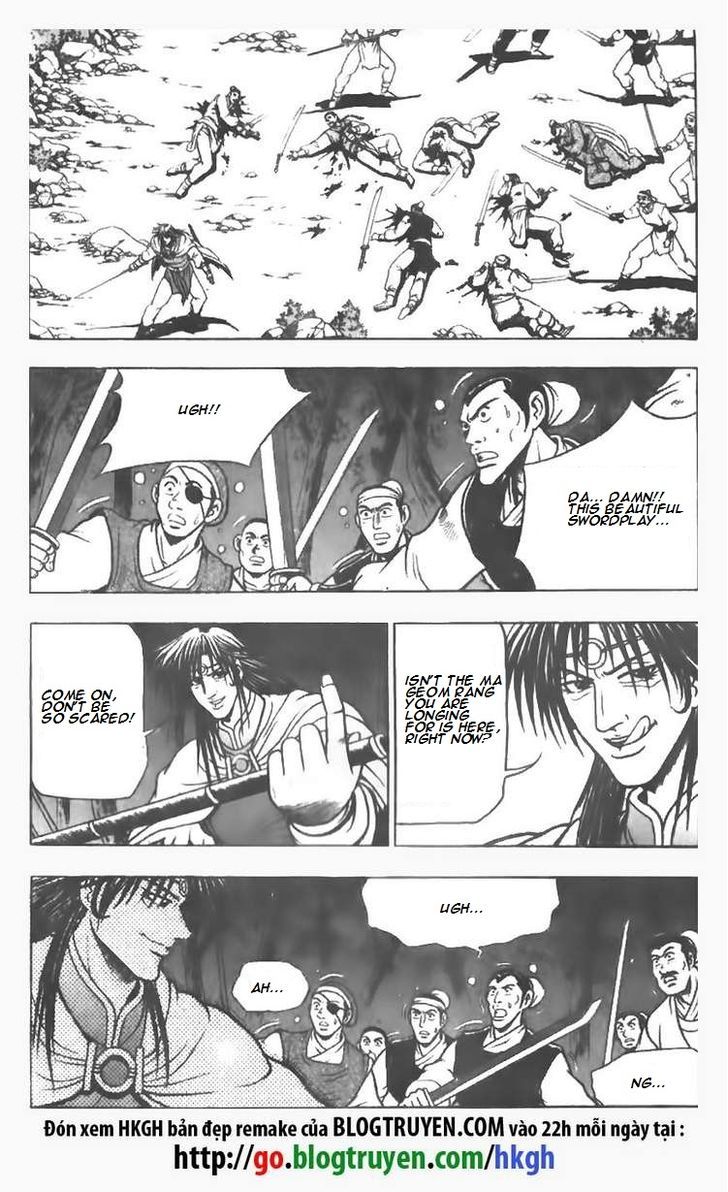 UGH!!
DA... DAMN!!
THIS BEAUTIFUL
SWORDPLAY...
COME ON,
DON'T BE
SO SCARED!
ISN'T THE MA
GEOM RANG
YOU ARE
LONGING
FOR IS HERE,
RIGHT NOW?
UGH...
AH...
NG...
Đón xem HKGH bản đẹp remake của BLOGTRUYEN.COM vào 22h mỗi ngày tại :
http://go.blogtruyen.com/hkgh